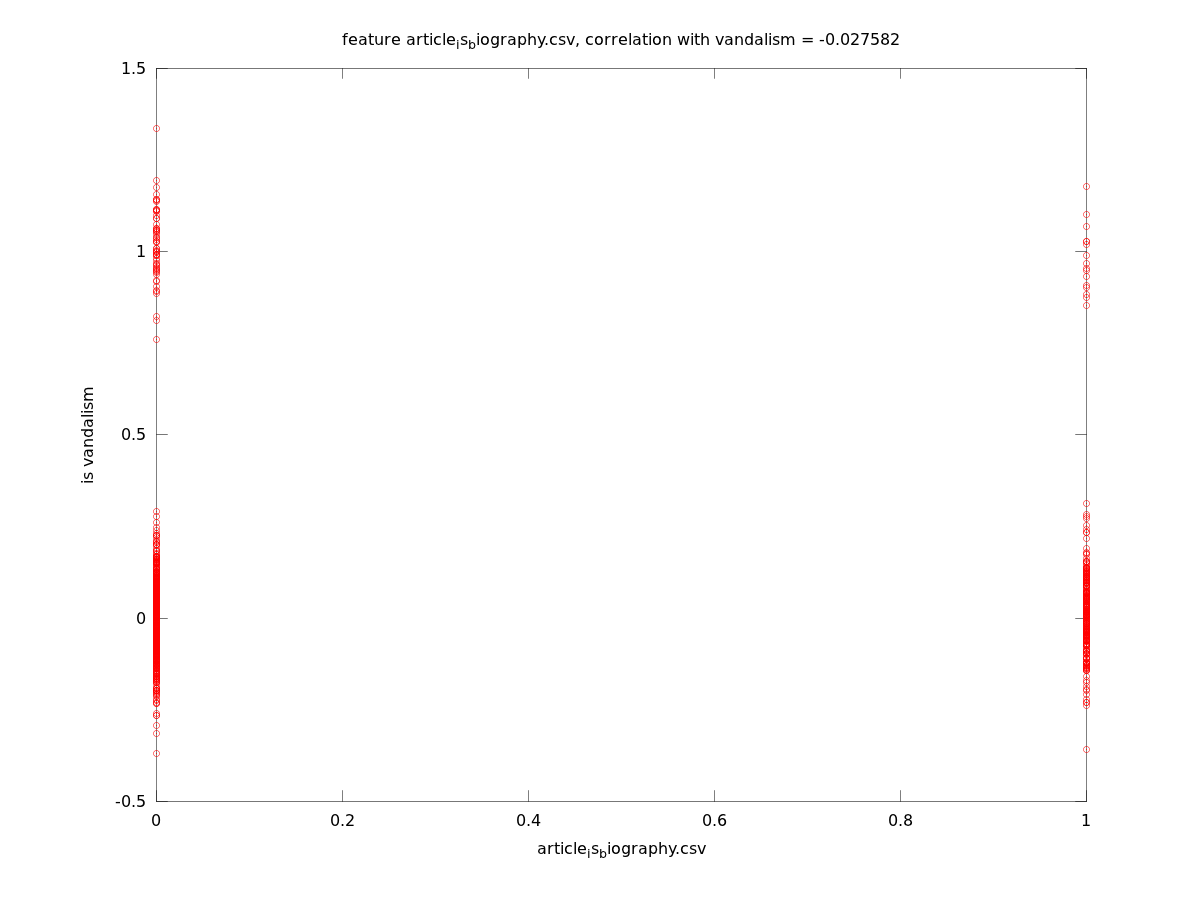 feature article_is_biography.csv, correlation with vandalism = -0.027582
1.5
1
0.5
0
-0.5
is vandalism
0 0.2 0.4 0.6 0.8 1
article_is_biography.csv